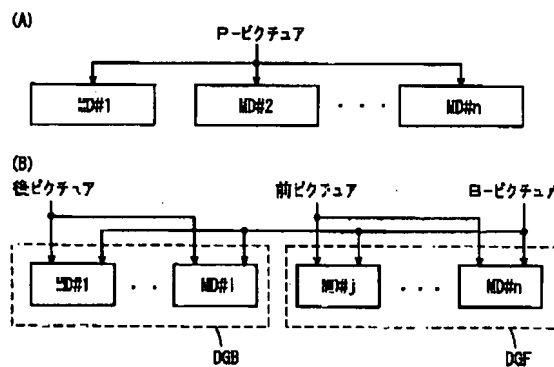 (A)
P-ピクチュア
MD#1 MD#2 ・・・ MD#n
(B)
後ピクチュア 前ピクチュア B-ピクチュア
MD#1 ・・ MD#i MD#j ・・・ MD#n
DGB DGF